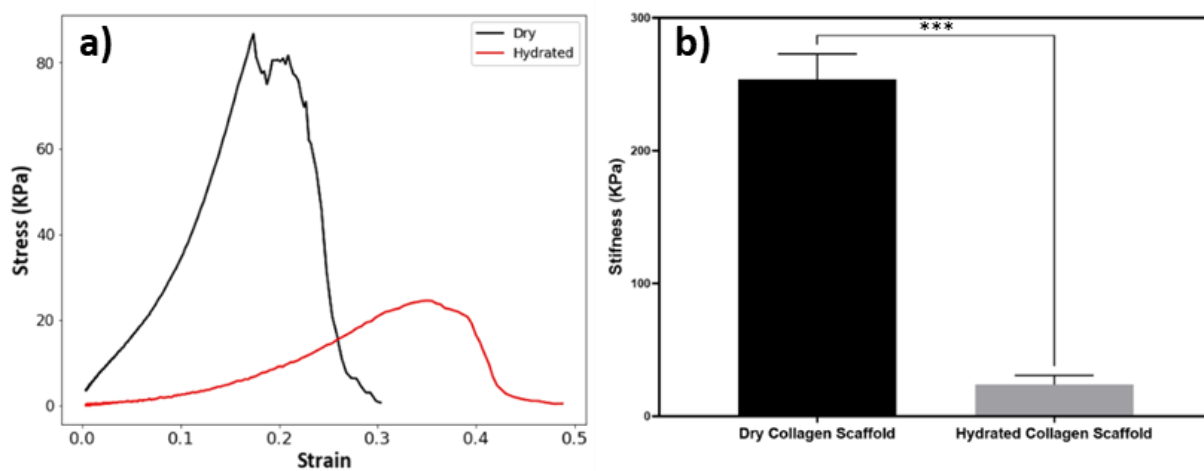 a)
Dry
Hydrated
80
60
40
20
0
Stress (KPa)
0.0 0.1 0.2 0.3 0.4 0.5
Strain
b)
***
300
200
100
0
Stifness (KPa)
Dry Collagen Scaffold Hydrated Collagen Scaffold